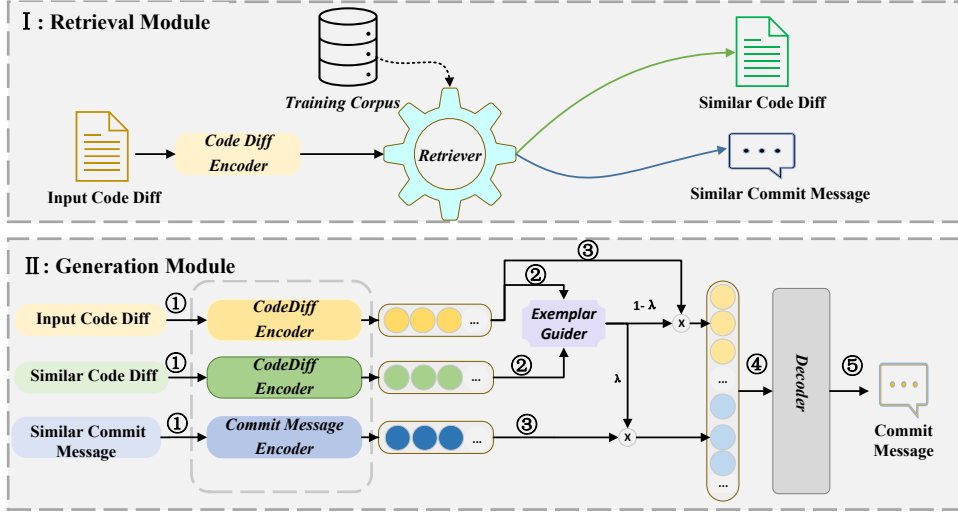 Ⅰ: Retrieval Module
Training Corpus
Code Diff
Encoder
Retriever
Input Code Diff
Similar Code Diff
Similar Commit Message
Ⅱ: Generation Module
③
②
①
Input Code Diff
CodeDiff
Encoder
...
Exemplar
Guider
1- λ
X
①
Similar Code Diff
CodeDiff
Encoder
...
②
λ
...
④
Decoder
⑤
①
Similar Commit
Message
Commit Message
Encoder
...
③
X
...
Commit
Message